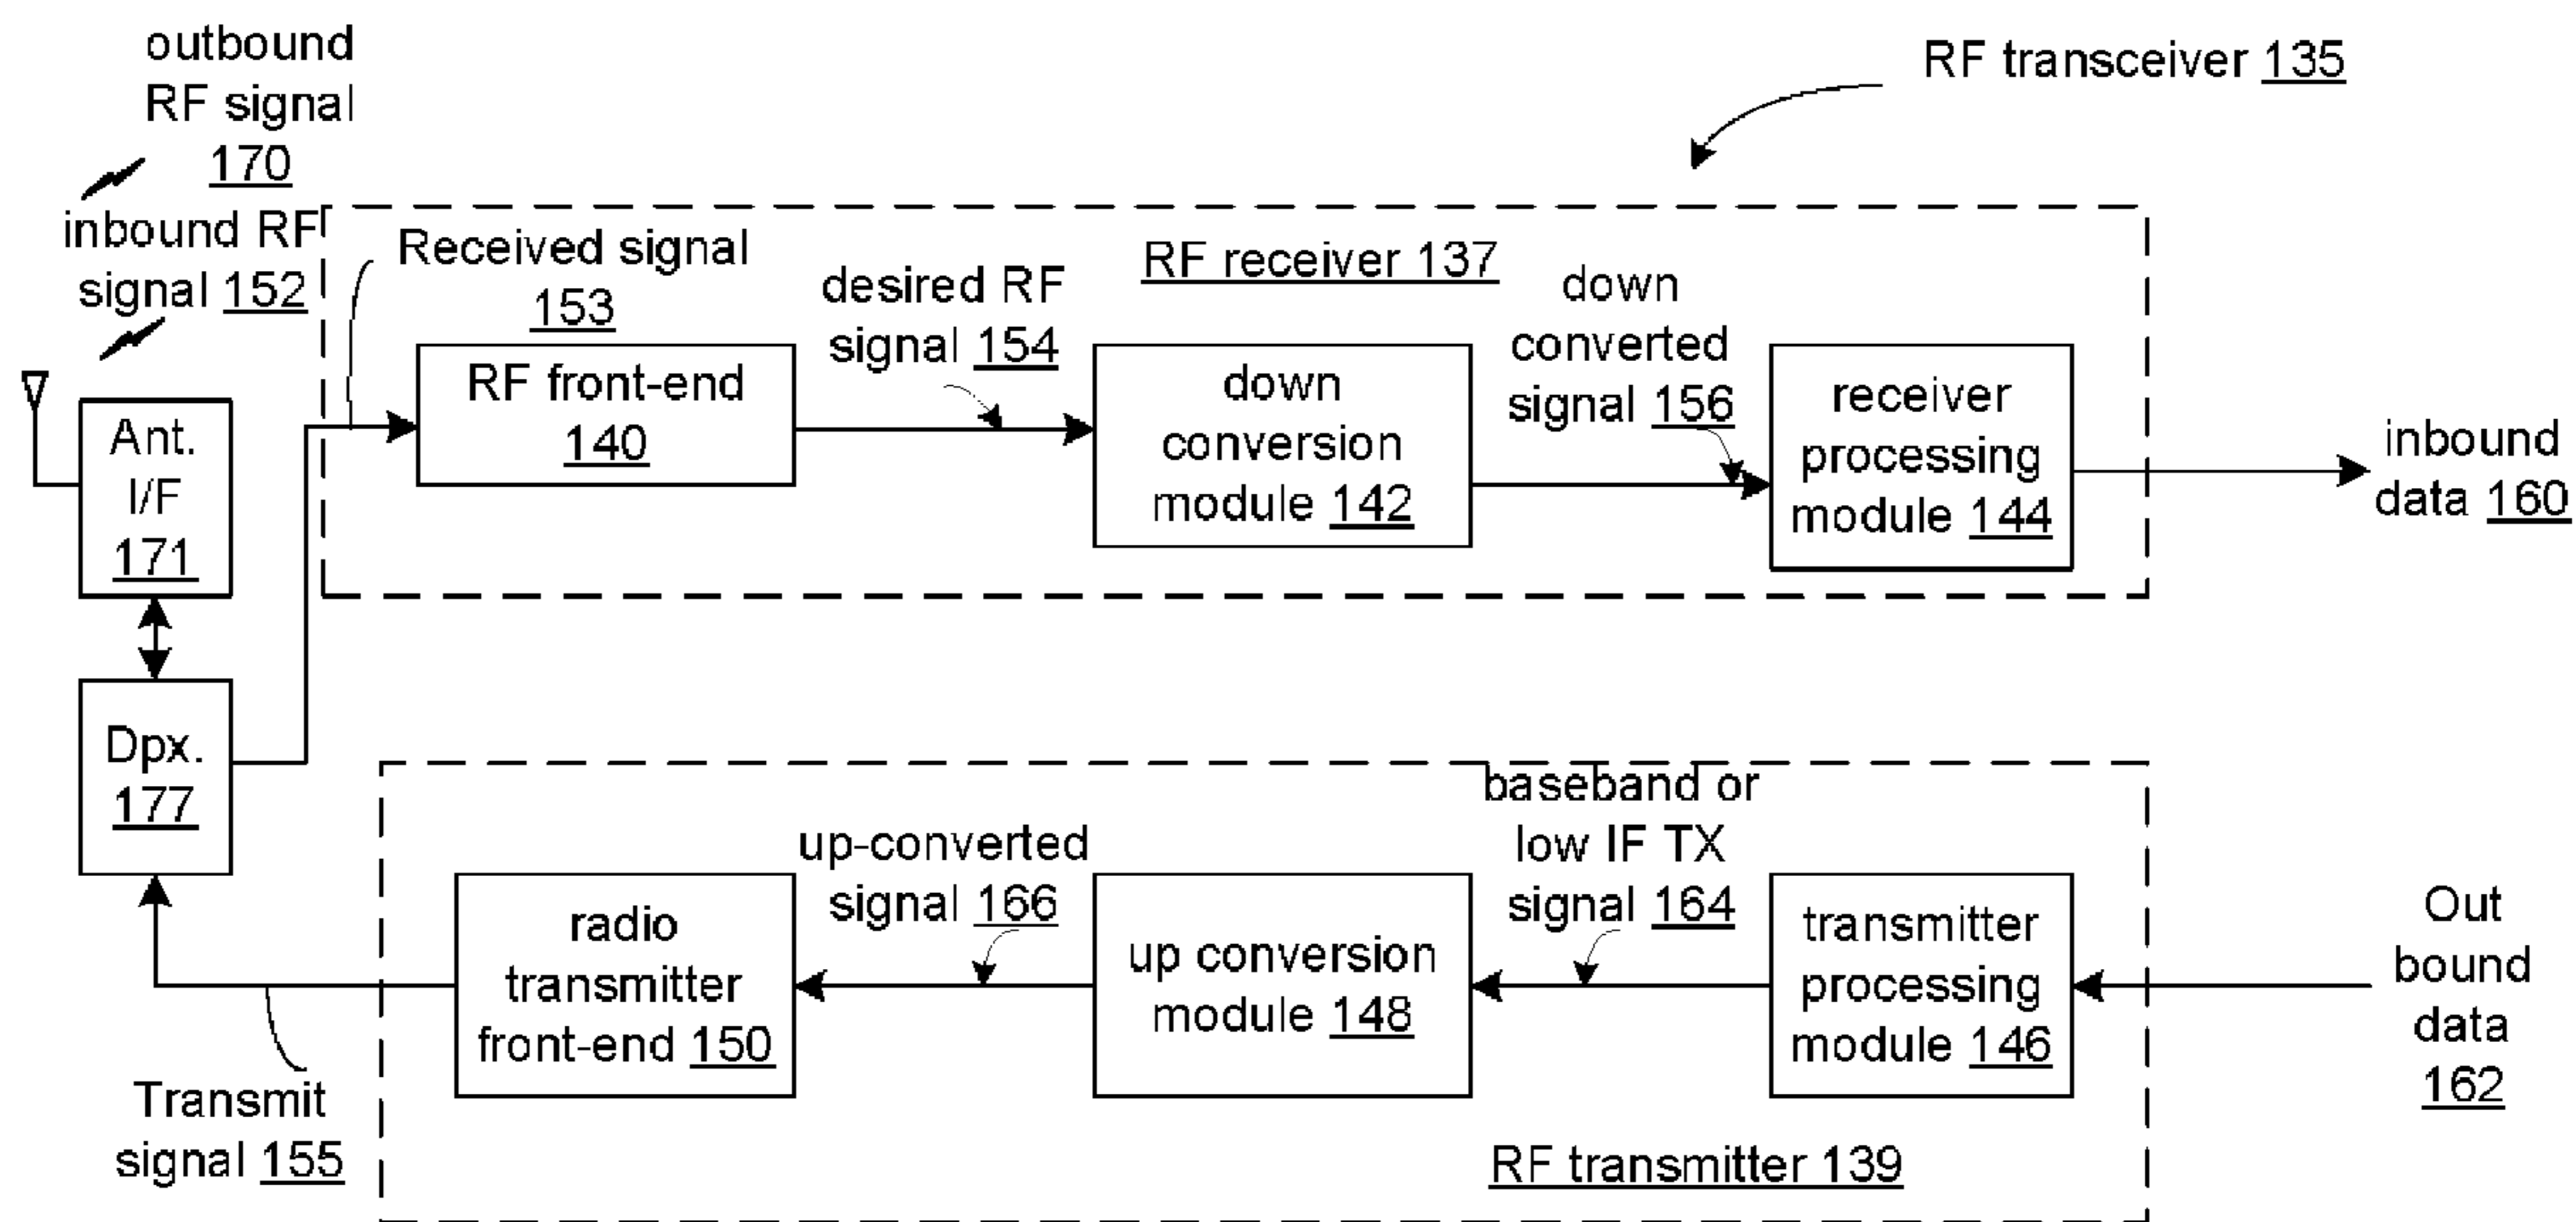 outbound
RF signal
170
RF transceiver 135
inbound RF
signal 152
Received signal
153
desired RF
signal 154
RF receiver 137
down
converted
signal 156
RF front-end
140
down
conversion
module 142
receiver
processing
module 144
inbound
data 160
Ant.
I/F
171
Dpx.
177
baseband or
low IF TX
signal 164
up-converted
signal 166
radio
transmitter
front-end 150
up conversion
module 148
transmitter
processing
module 146
Out
bound
data
162
Transmit
signal 155
RF transmitter 139